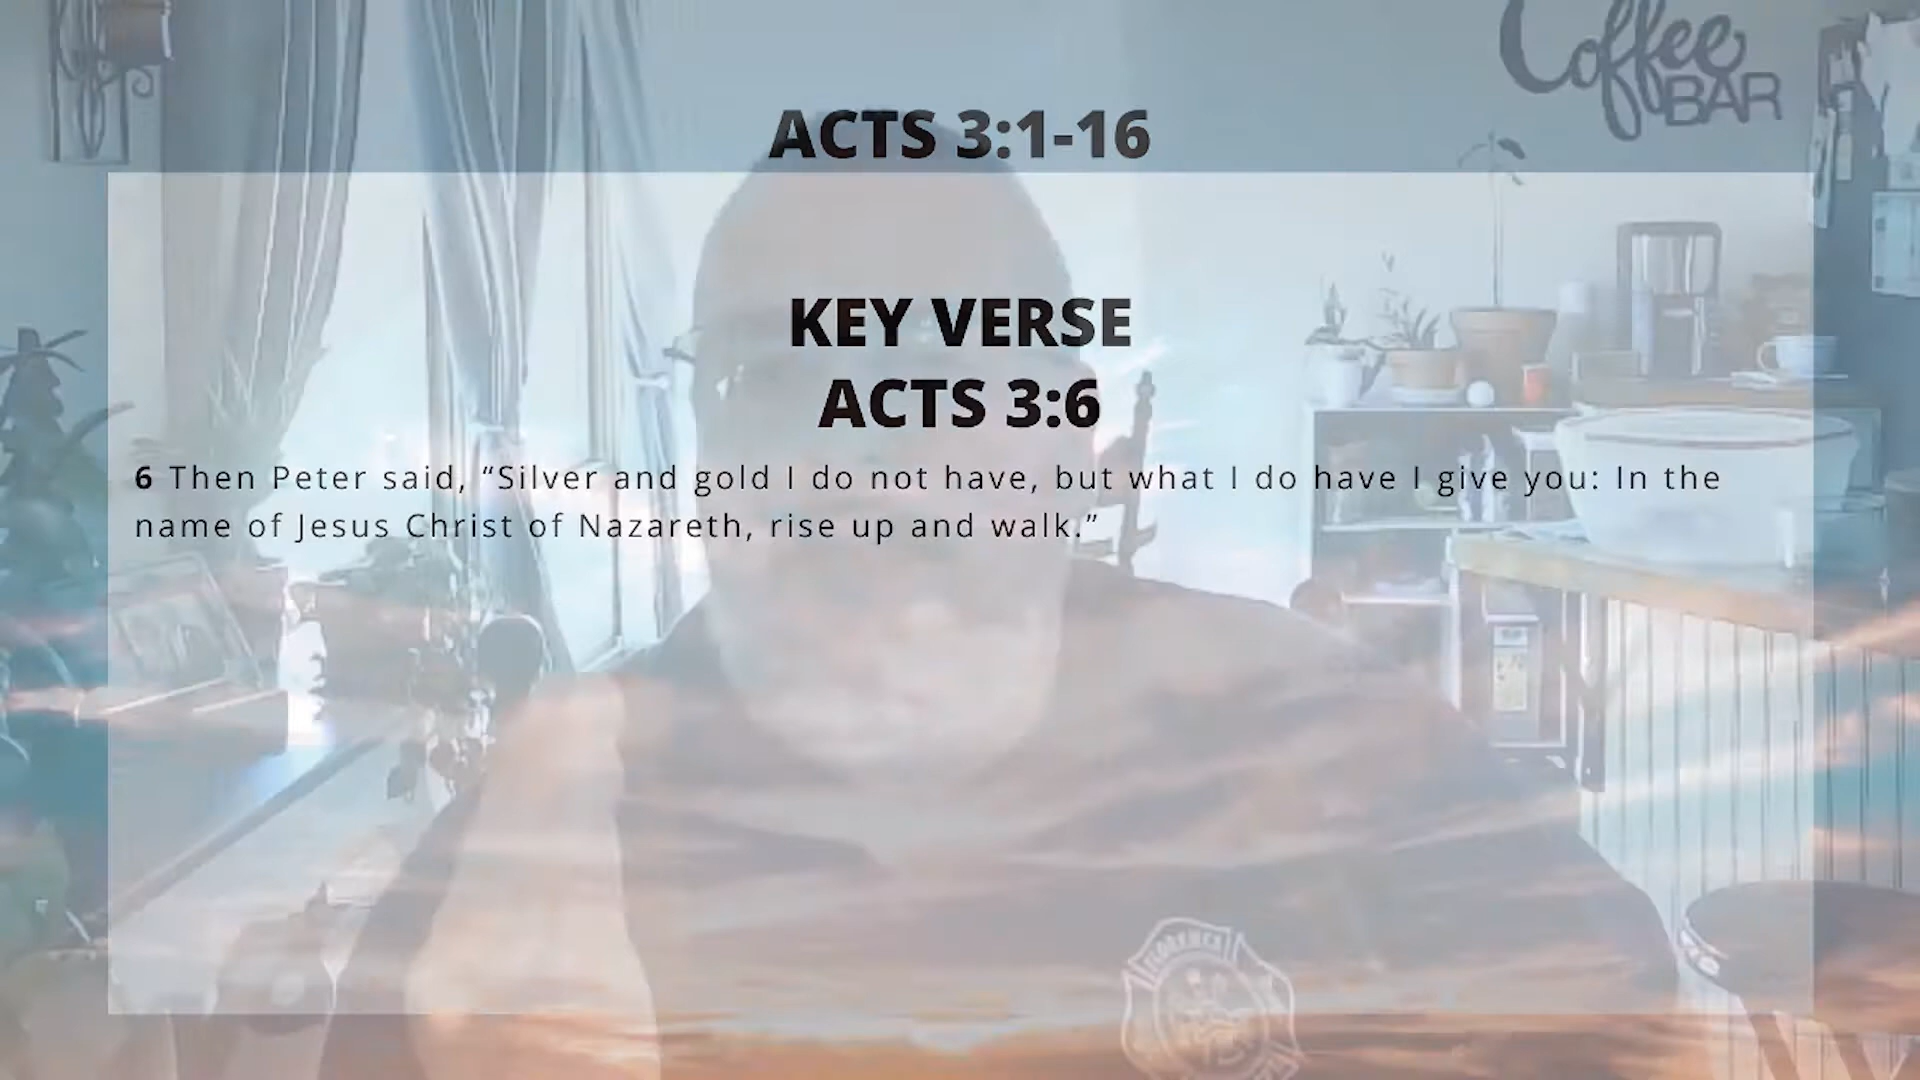 Coffee
BAR
ACTS 3:1-16
KEY VERSE
ACTS 3:6
6 Then Peter said, “Silver and gold I do not have, but what I do have I give you: In the
name of Jesus Christ of Nazareth, rise up and walk.”
FLORENCE